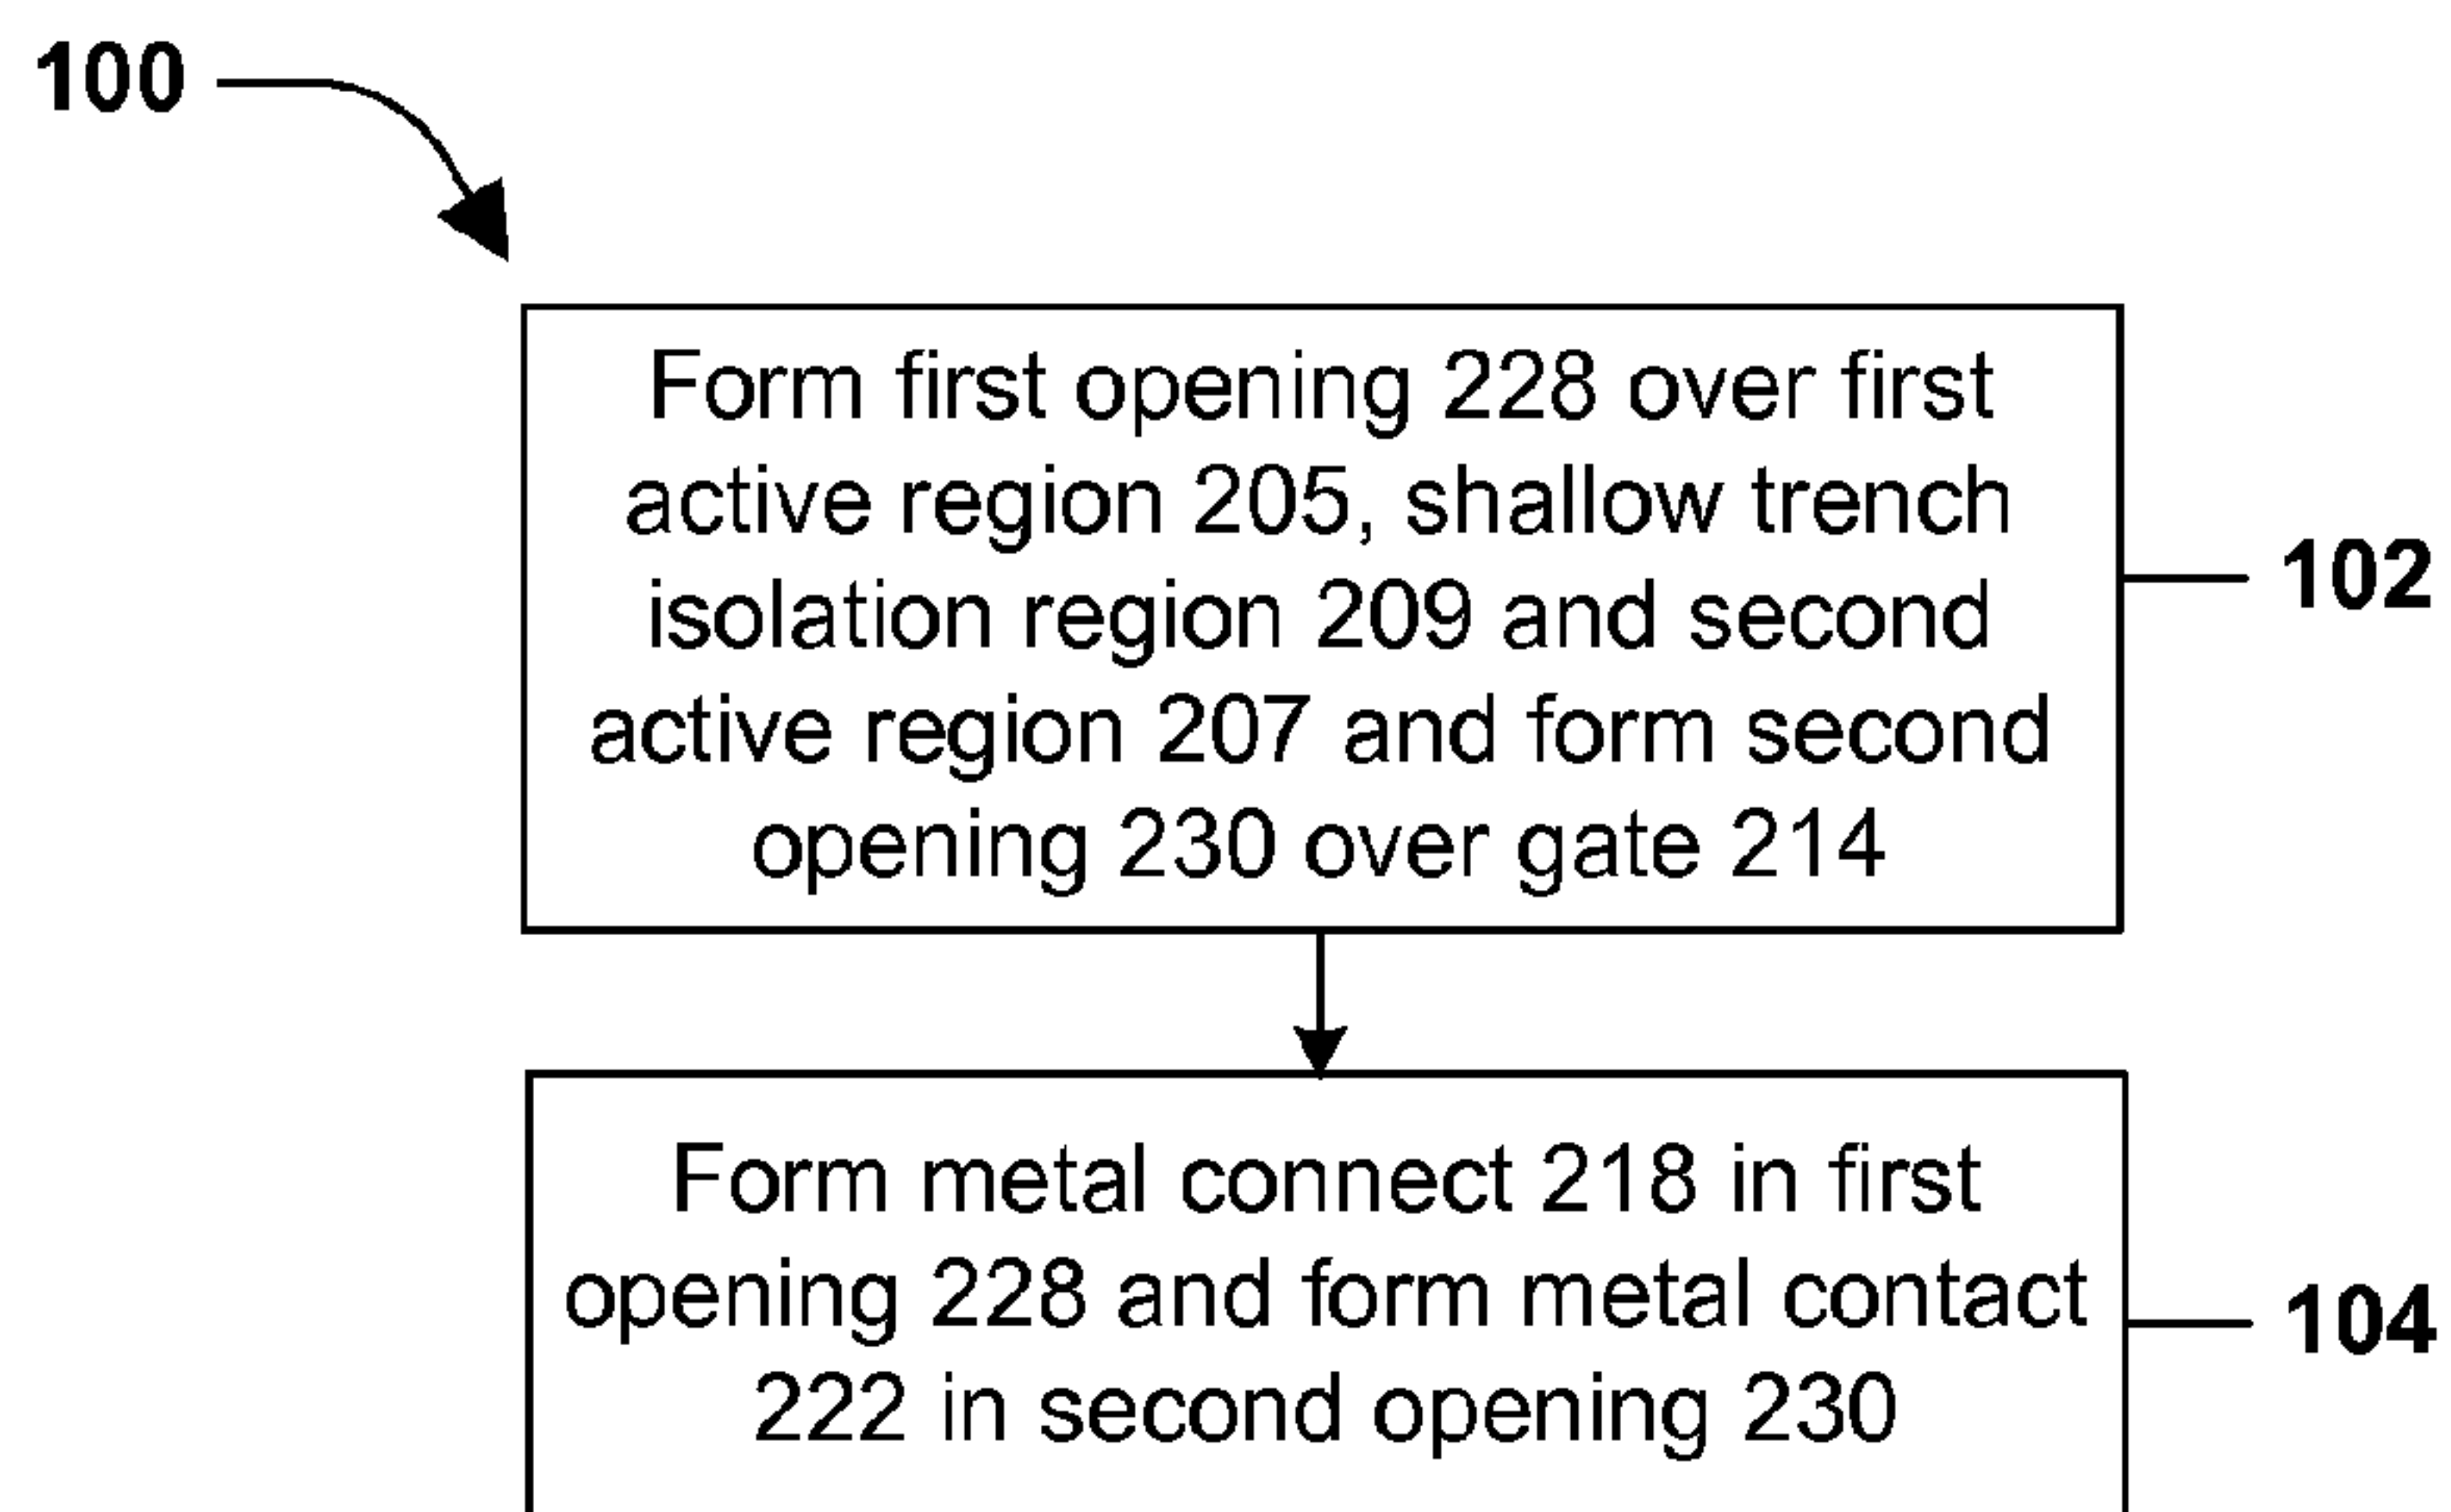 100
Form first opening 228 over first
active region 205, shallow trench
isolation region 209 and second
active region 207 and form second
opening 230 over gate 214
102
Form metal connect 218 in first
opening 228 and form metal contact
222 in second opening 230
104